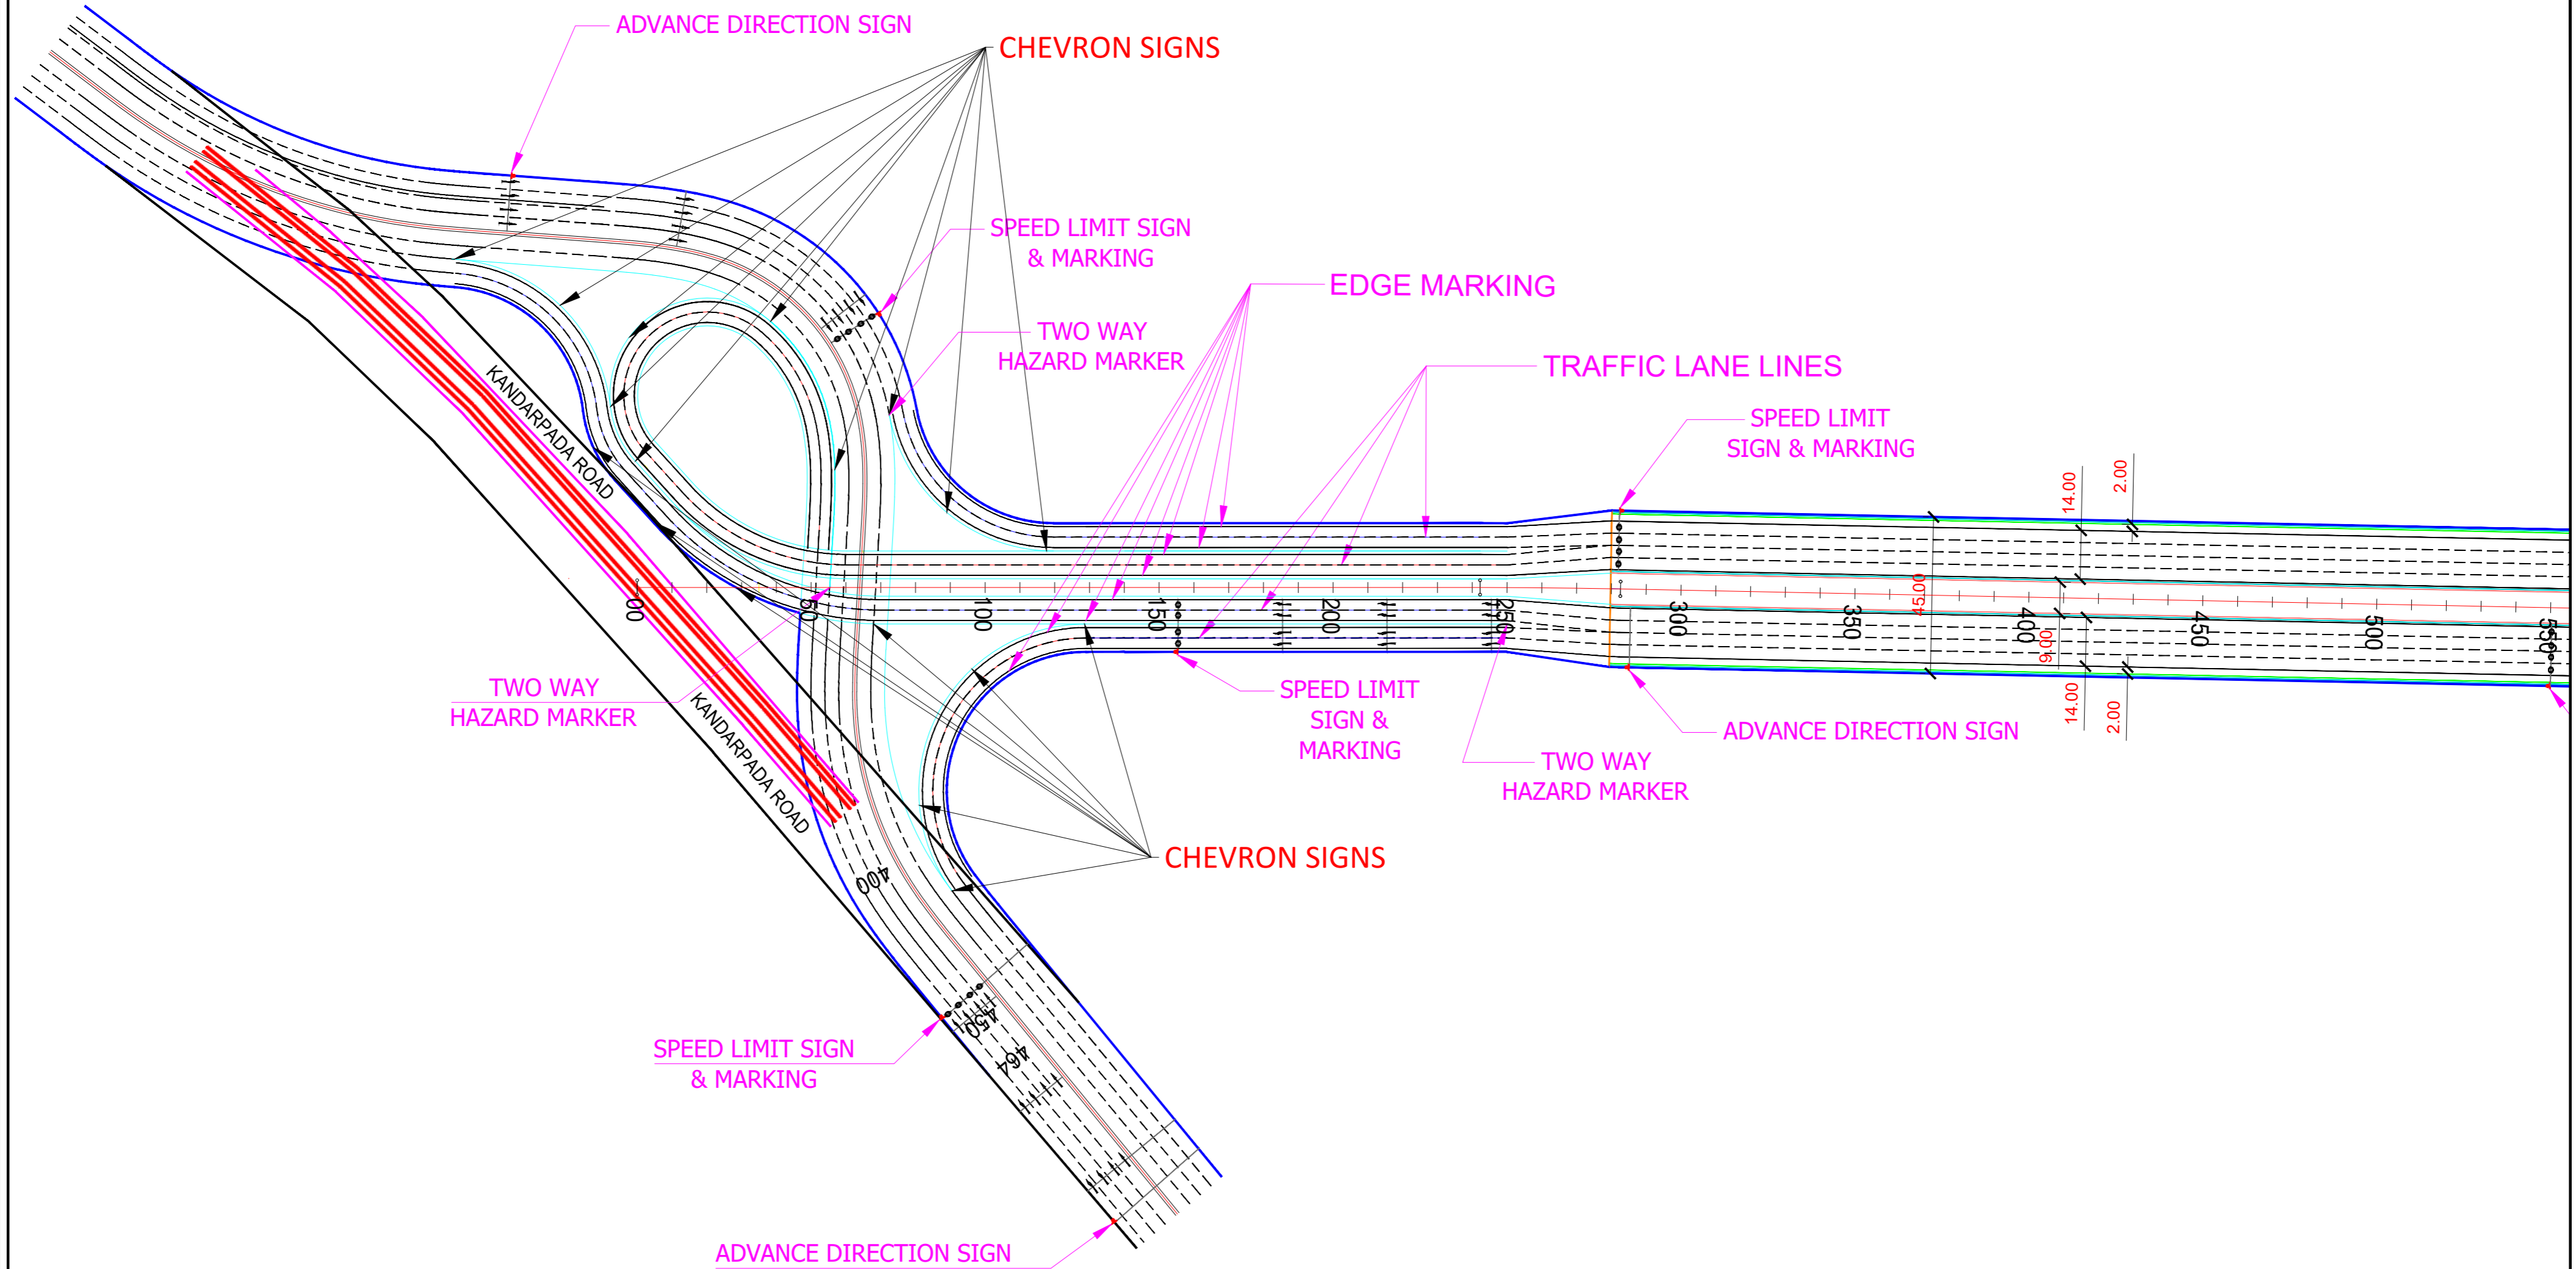 ADVANCE DIRECTION SIGN
CHEVRON SIGNS
SPEED LIMIT SIGN
& MARKING
EDGE MARKING
TWO WAY
HAZARD MARKER
TRAFFIC LANE LINES
KANDARPADA ROAD
SPEED LIMIT
SIGN & MARKING
14.00
2.00
00
50
100
150
200
250
300
350
400
450
500
550
45.00
9.00
14.00
2.00
TWO WAY
HAZARD MARKER
KANDARPADA ROAD
SPEED LIMIT
SIGN &
MARKING
ADVANCE DIRECTION SIGN
TWO WAY
HAZARD MARKER
CHEVRON SIGNS
400
450
464
SPEED LIMIT SIGN
& MARKING
ADVANCE DIRECTION SIGN